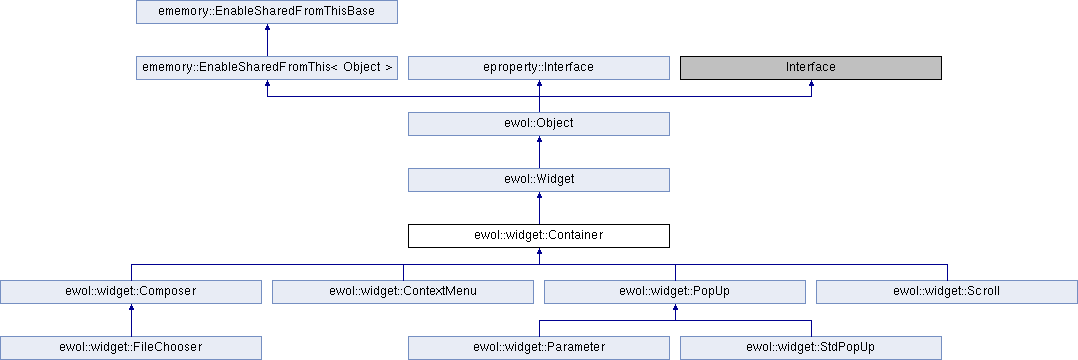 ememory::EnableSharedFromThisBase
ememory::EnableSharedFromThis< Object >
eproperty::Interface
Interface
ewol::Object
ewol::Widget
ewol::widget::Container
ewol::widget::Composer
ewol::widget::ContextMenu
ewol::widget::PopUp
ewol::widget::Scroll
ewol::widget::FileChooser
ewol::widget::Parameter
ewol::widget::StdPopUp